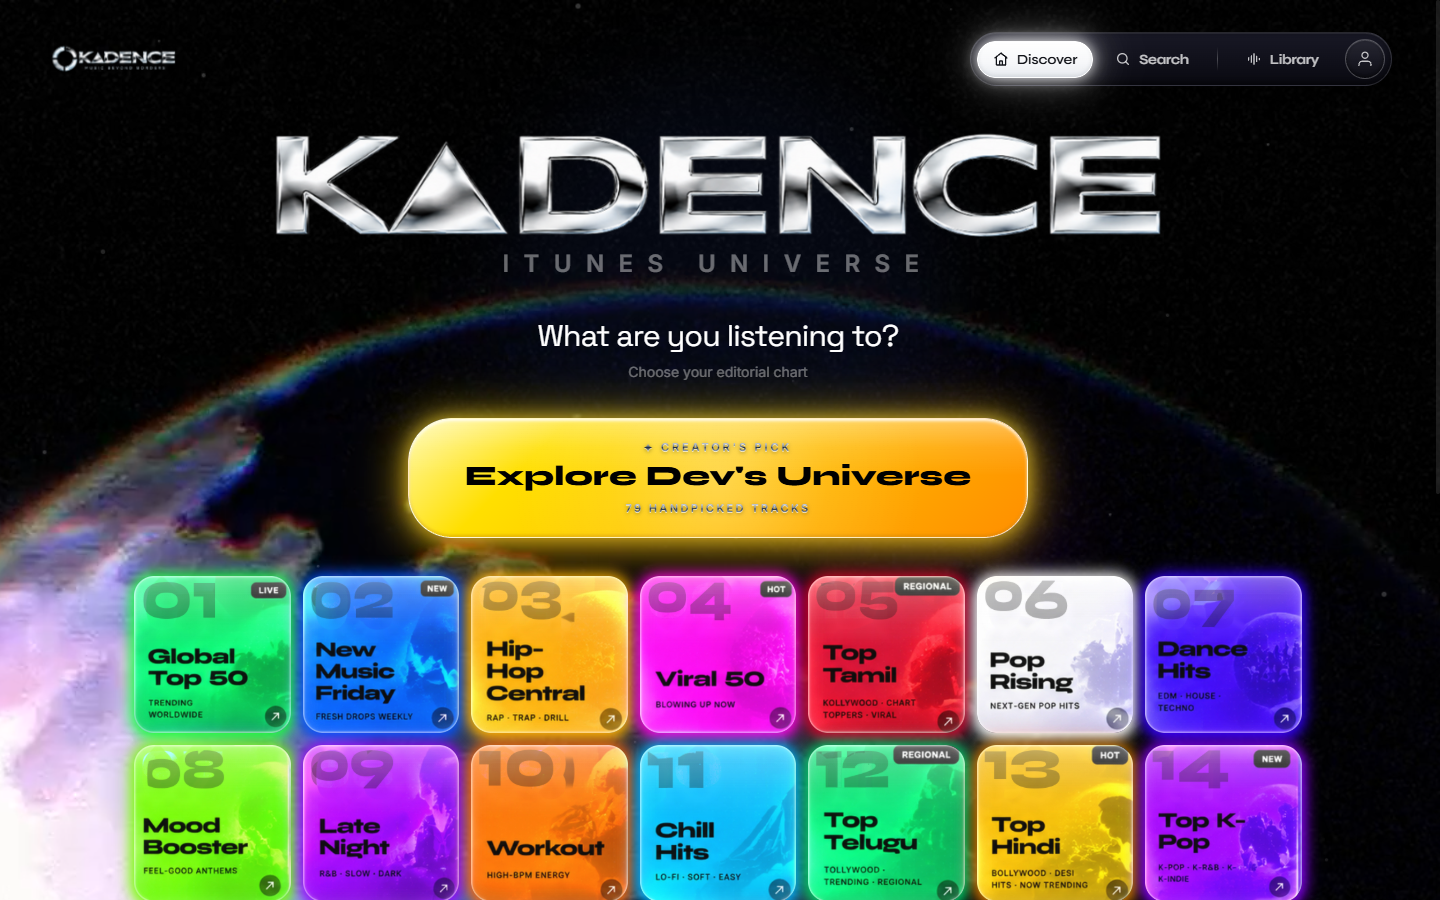 KADENCE
MUSIC BEYOND BORDERS
Discover
Search
Library
KADENCE
ITUNES UNIVERSE
What are you listening to?
Choose your editorial chart
✦ CREATOR'S PICK
Explore Dev's Universe
79 HANDPICKED TRACKS
01
LIVE
Global
Top 50
TRENDING
WORLDWIDE
02
NEW
New
Music
Friday
FRESH DROPS WEEKLY
03
Hip-
Hop
Central
RAP · TRAP · DRILL
04
HOT
Viral 50
BLOWING UP NOW
05
REGIONAL
Top
Tamil
KOLLYWOOD · CHART
TOPPERS · VIRAL
06
Pop
Rising
NEXT-GEN POP HITS
07
Dance
Hits
EDM · HOUSE ·
TECHNO
08
Mood
Booster
FEEL-GOOD ANTHEMS
09
Late
Night
R&B · SLOW · DARK
10
Workout
HIGH-BPM ENERGY
11
Chill
Hits
LO-FI · SOFT · EASY
12
REGIONAL
Top
Telugu
TOLLYWOOD ·
TRENDING · REGIONAL
13
HOT
Top
Hindi
BOLLYWOOD · DESI
HITS · NOW TRENDING
14
NEW
Top K-
Pop
K-POP · K-R&B · K-
K-INDIE